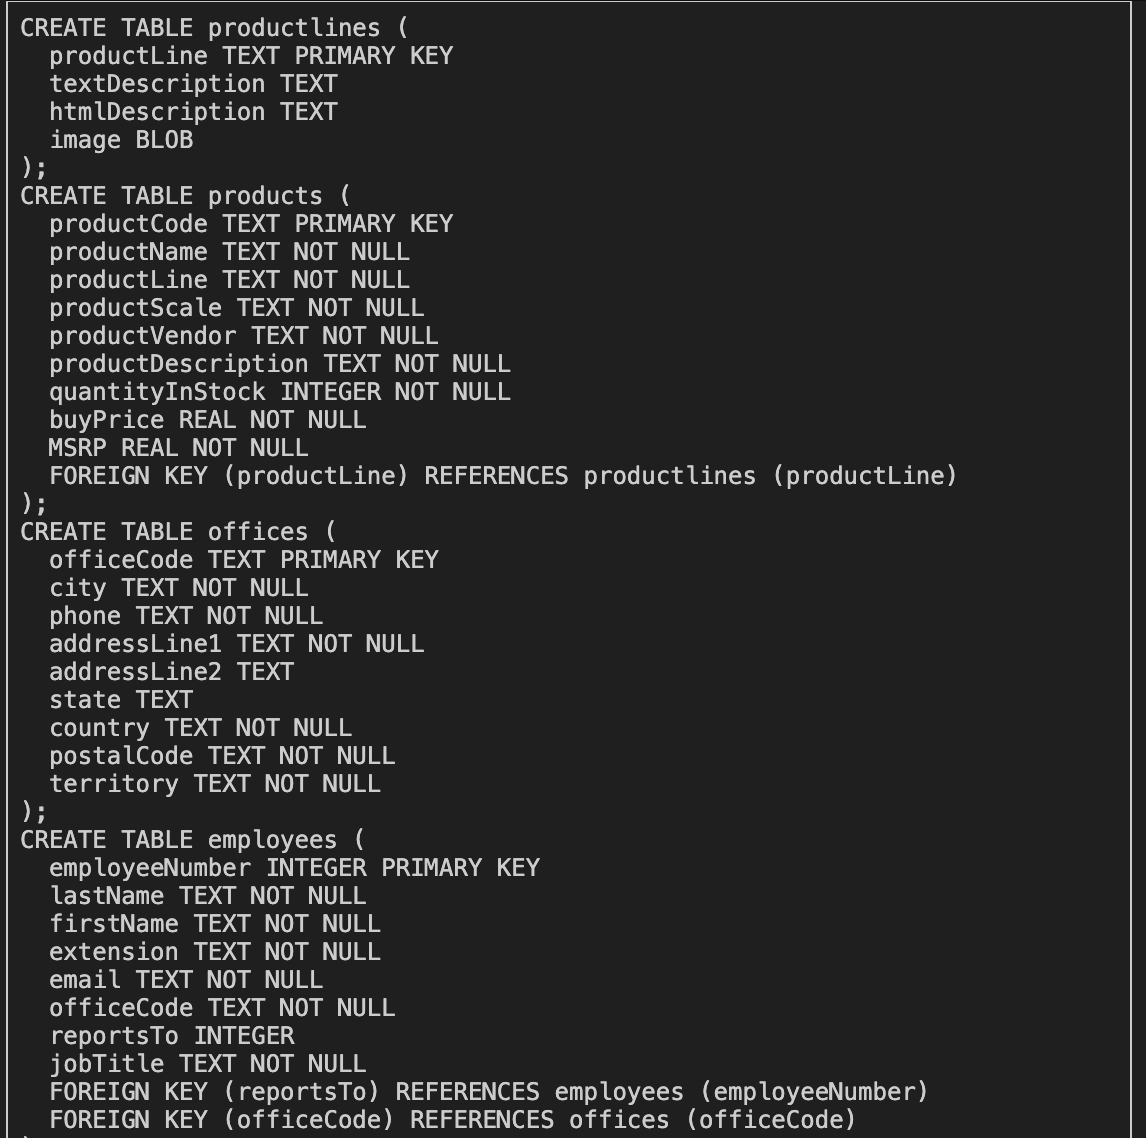 CREATE TABLE productlines (
  productLine TEXT PRIMARY KEY
  textDescription TEXT
  htmlDescription TEXT
  image BLOB
);
CREATE TABLE products (
  productCode TEXT PRIMARY KEY
  productName TEXT NOT NULL
  productLine TEXT NOT NULL
  productScale TEXT NOT NULL
  productVendor TEXT NOT NULL
  productDescription TEXT NOT NULL
  quantityInStock INTEGER NOT NULL
  buyPrice REAL NOT NULL
  MSRP REAL NOT NULL
  FOREIGN KEY (productLine) REFERENCES productlines (productLine)
);
CREATE TABLE offices (
  officeCode TEXT PRIMARY KEY
  city TEXT NOT NULL
  phone TEXT NOT NULL
  addressLine1 TEXT NOT NULL
  addressLine2 TEXT
  state TEXT
  country TEXT NOT NULL
  postalCode TEXT NOT NULL
  territory TEXT NOT NULL
);
CREATE TABLE employees (
  employeeNumber INTEGER PRIMARY KEY
  lastName TEXT NOT NULL
  firstName TEXT NOT NULL
  extension TEXT NOT NULL
  email TEXT NOT NULL
  officeCode TEXT NOT NULL
  reportsTo INTEGER
  jobTitle TEXT NOT NULL
  FOREIGN KEY (reportsTo) REFERENCES employees (employeeNumber)
  FOREIGN KEY (officeCode) REFERENCES offices (officeCode)